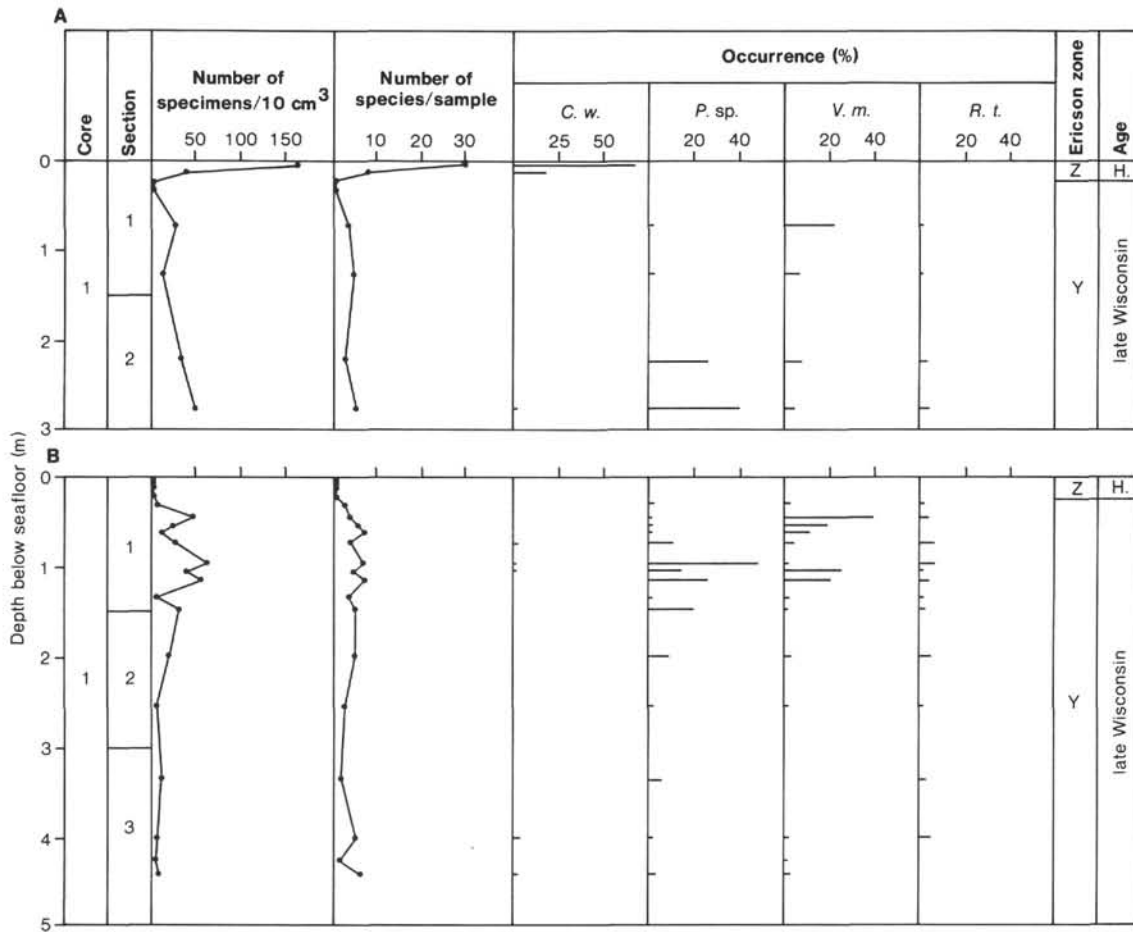 A
Core
Section
Number of
specimens/10 cm3
50 100 150
Number of
species/sample
10 20 30
Occurrence (%)
C. w.
25 50
P. sp.
20 40
V. m.
20 40
R. t.
20 40
Ericson zone
Age
0
1
2
3
1
1
2
Z
H.
Y
late Wisconsin
Depth below seafloor (m)
B
0
1
2
3
4
5
1
1
2
3
Z
H.
Y
late Wisconsin